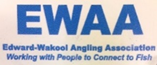 EWAA
Edward-Wakool Angling Association
Working with People to Connect to Fish